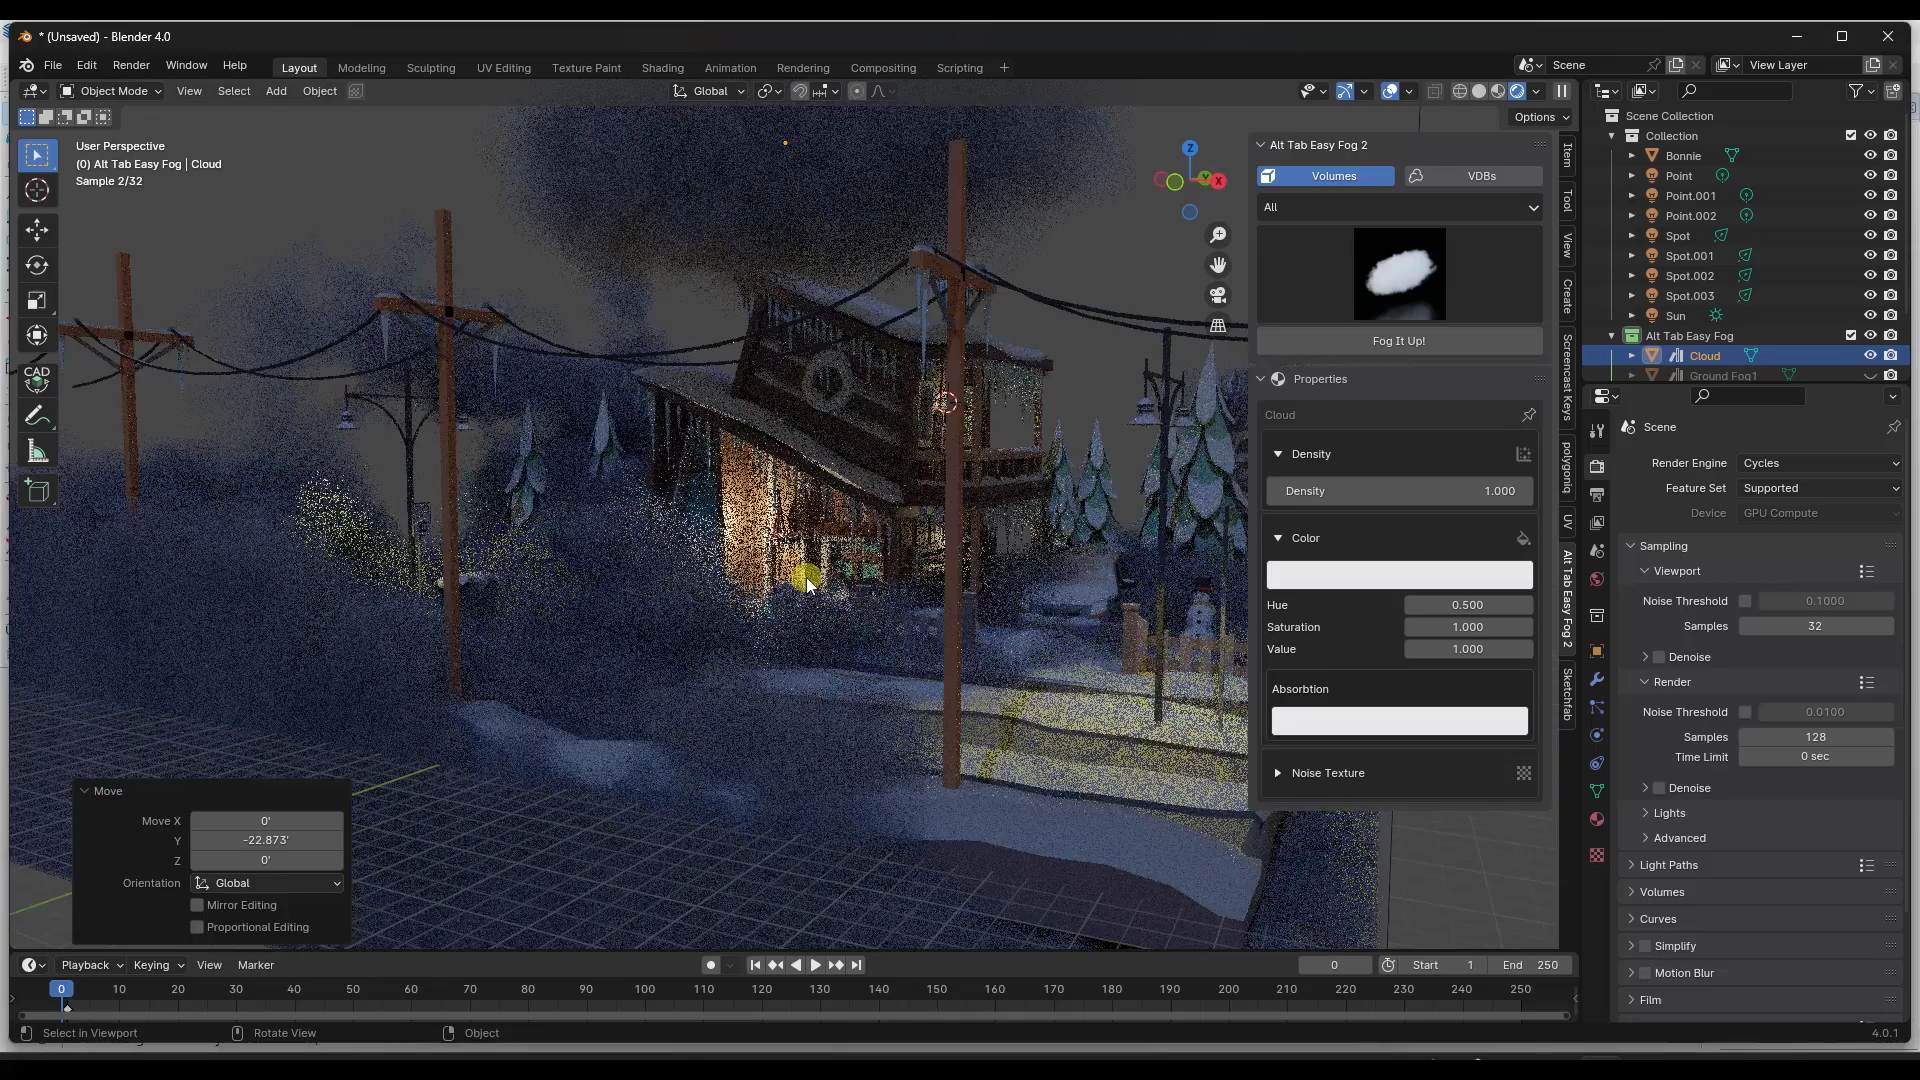 * (Unsaved) - Blender 4.0
File Edit Render Window Help
Layout Modeling Sculpting UV Editing Texture Paint Shading Animation Rendering Compositing Scripting +
Scene
View Layer
Object Mode View Select Add Object
Global
Options
User Perspective
(0) Alt Tab Easy Fog | Cloud
Sample 2/32
CAD
Z
X
Alt Tab Easy Fog 2
Volumes VDBs
All
Fog It Up!
Properties
Cloud
Density
Density 1.000
Color
Hue 0.500
Saturation 1.000
Value 1.000
Absorbtion
Noise Texture
Item
Tool
View
Create
Screencast Keys
polygoniq
UV
Alt Tab Easy Fog 2
Sketchfab
Scene Collection
Collection
Bonnie
Point
Point.001
Point.002
Spot
Spot.001
Spot.002
Spot.003
Sun
Alt Tab Easy Fog
Cloud
Ground Fog1
Scene
Render Engine Cycles
Feature Set Supported
Device GPU Compute
Sampling
Viewport
Noise Threshold 0.1000
Samples 32
Denoise
Render
Noise Threshold 0.0100
Samples 128
Time Limit 0 sec
Denoise
Lights
Advanced
Light Paths
Volumes
Curves
Simplify
Motion Blur
Film
Move
Move X 0'
Y -22.873'
Z 0'
Orientation Global
Mirror Editing
Proportional Editing
Playback Keying View Marker
0 Start 1 End 250
0 10 20 30 40 50 60 70 80 90 100 110 120 130 140 150 160 170 180 190 200 210 220 230 240 250
Select in Viewport Rotate View Object
4.0.1